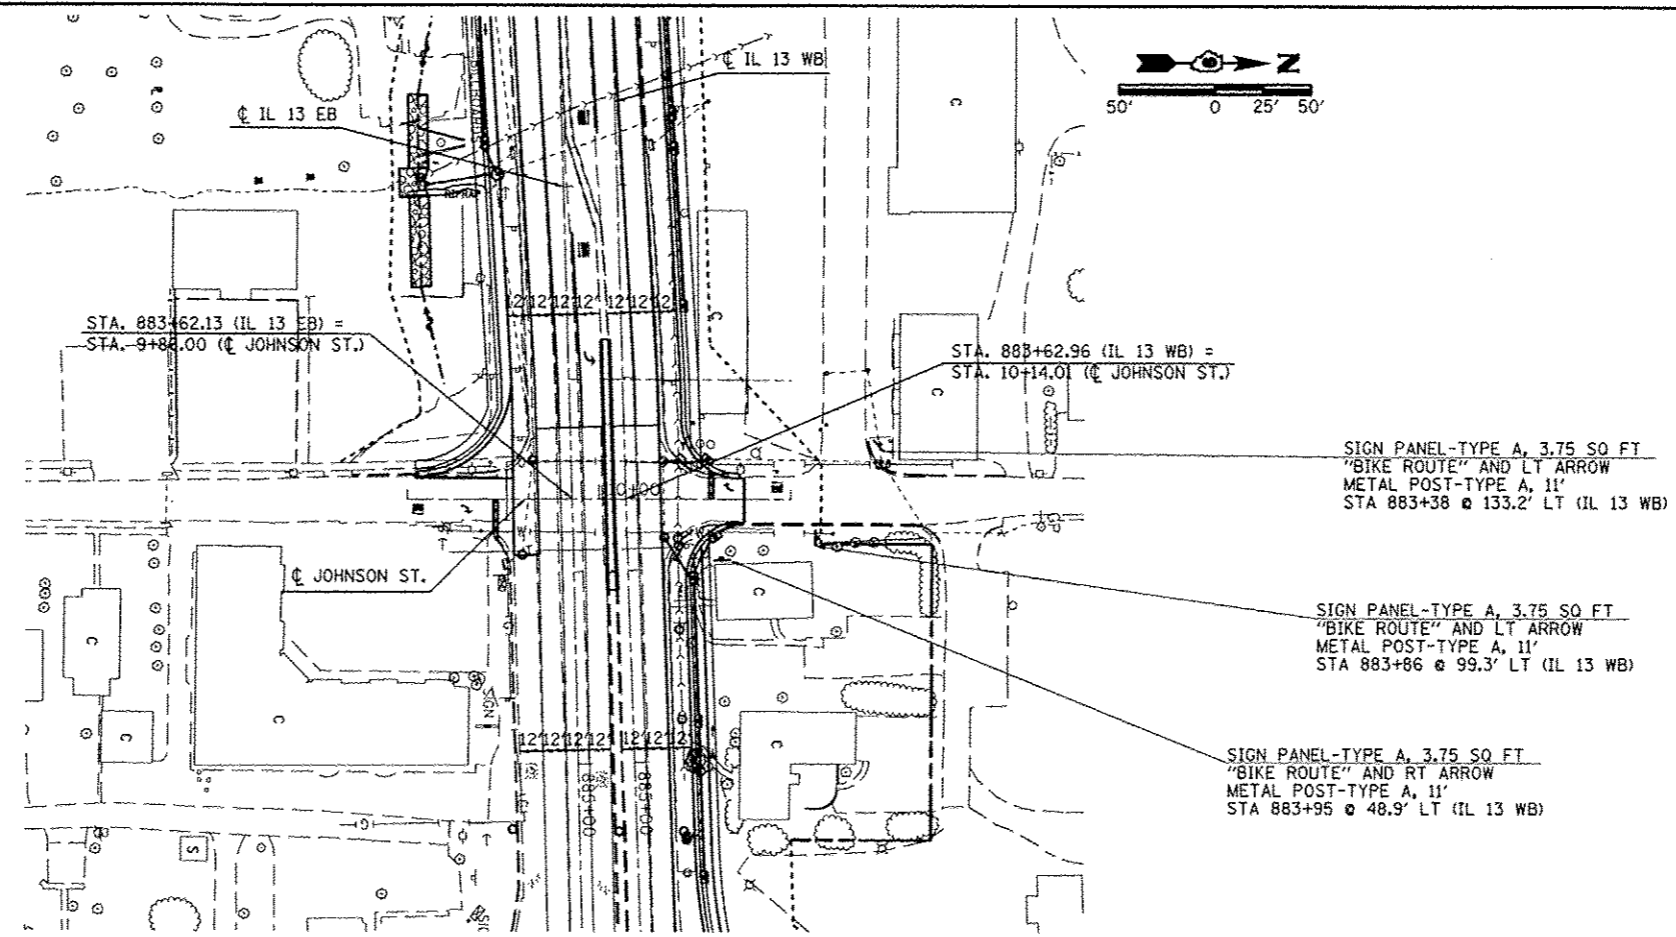 ℄ IL 13 WB
℄ IL 13 EB
N
50' 0 25' 50'
RIPRAP
12' 12' 12' 12' 12' 12' 12'
STA. 883+62.13 (IL 13 EB) =
(℄ JOHNSON ST.)
STA. 883+62.96 (IL 13 WB) =
STA. 10+14.01 (℄ JOHNSON ST.)
C
C
C
SIGN PANEL-TYPE A, 3.75 SQ FT
"BIKE ROUTE" AND LT ARROW
METAL POST-TYPE A, 11'
STA 883+38 @ 133.2' LT (IL 13 WB)
℄ JOHNSON ST.
C
C
C
C
C
SIGN PANEL-TYPE A, 3.75 SQ FT
"BIKE ROUTE" AND LT ARROW
METAL POST-TYPE A, 11'
STA 883+86 @ 99.3' LT (IL 13 WB)
SIGN PANEL-TYPE A, 3.75 SQ FT
"BIKE ROUTE" AND RT ARROW
METAL POST-TYPE A, 11'
STA 883+95 @ 48.9' LT (IL 13 WB)
12' 12' 12' 12' 12' 12' 12'
885+00
885+00
S